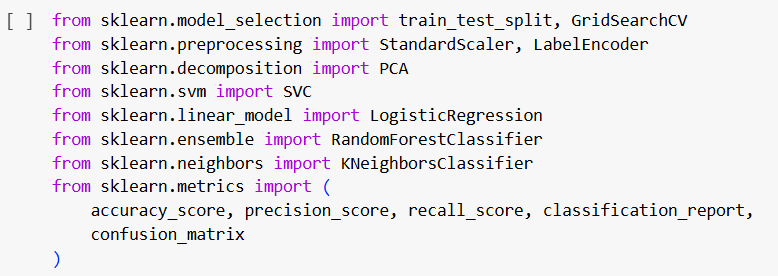 [ ] from sklearn.model_selection import train_test_split, GridSearchCV
from sklearn.preprocessing import StandardScaler, LabelEncoder
from sklearn.decomposition import PCA
from sklearn.svm import SVC
from sklearn.linear_model import LogisticRegression
from sklearn.ensemble import RandomForestClassifier
from sklearn.neighbors import KNeighborsClassifier
from sklearn.metrics import (
    accuracy_score, precision_score, recall_score, classification_report,
    confusion_matrix
)